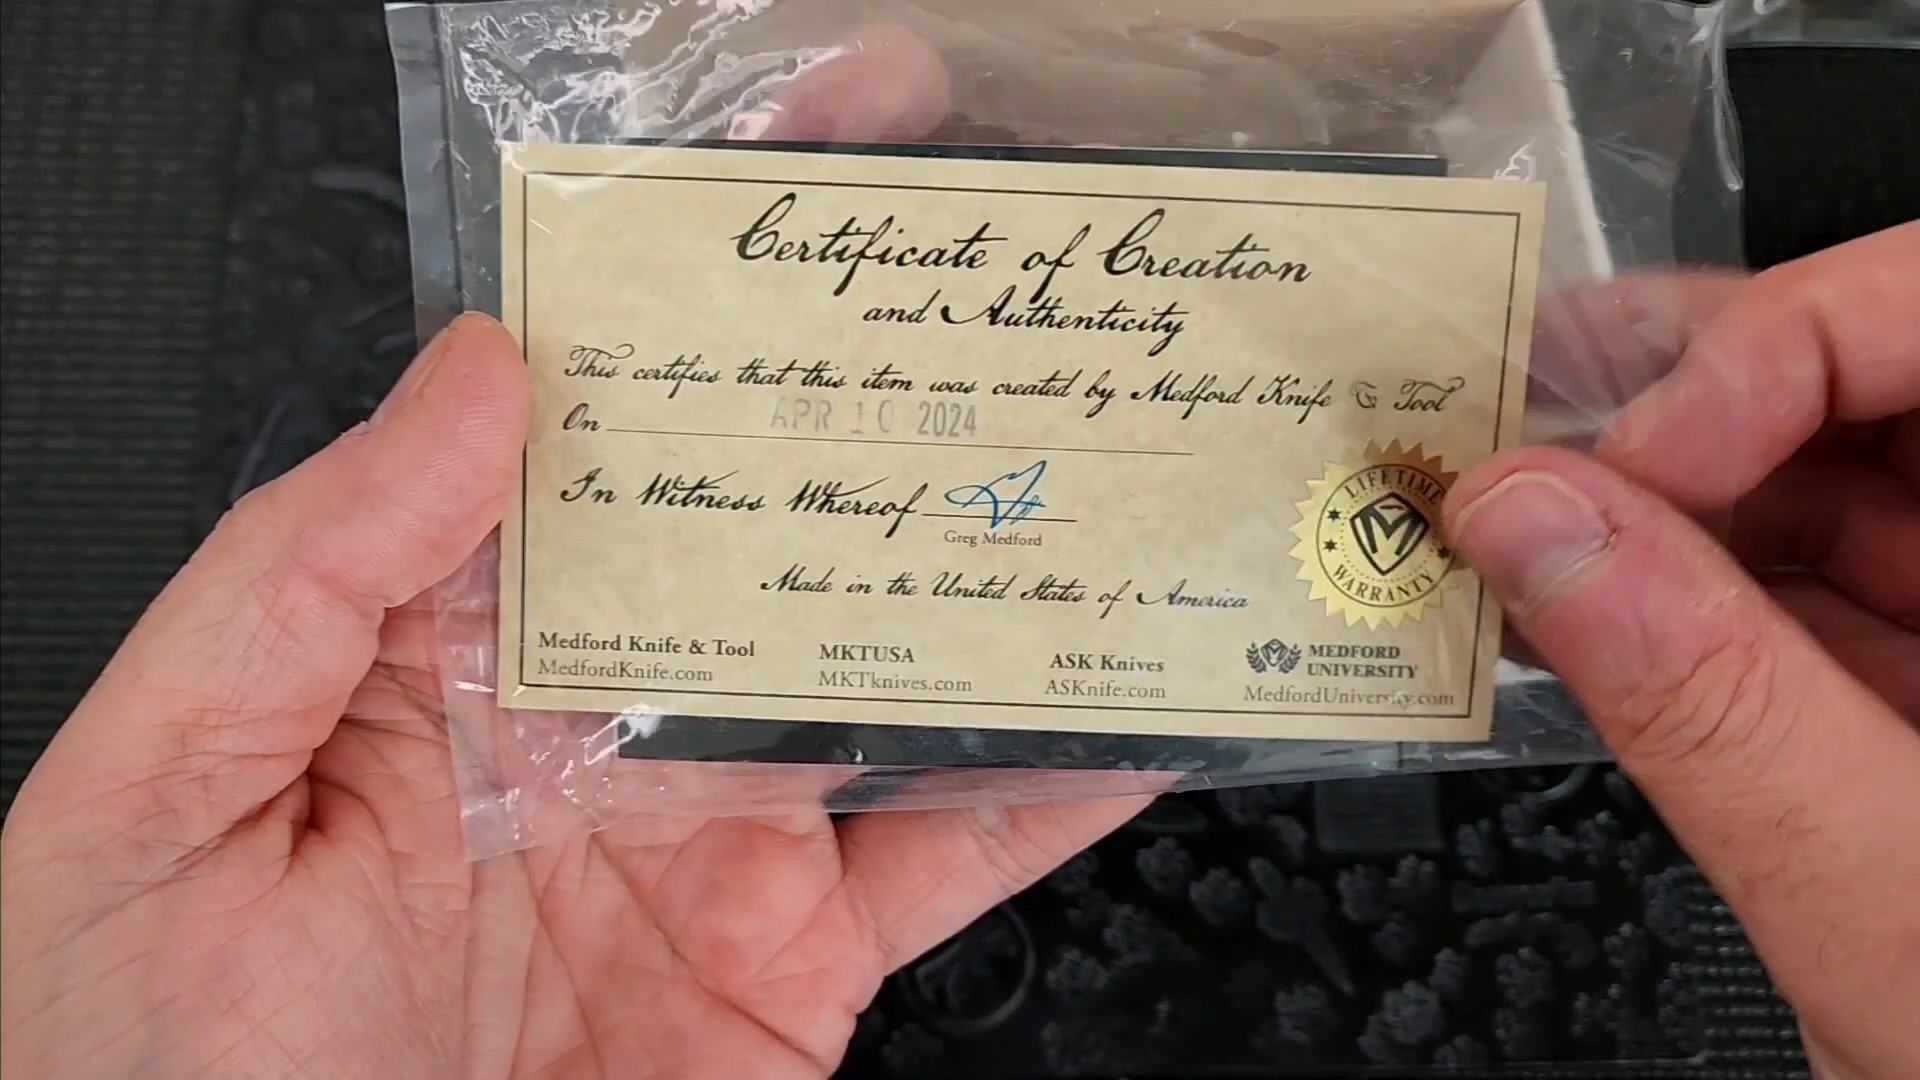 Certificate of Creation
and Authenticity
This certifies that this item was created by Medford Knife & Tool
On APR 10 2024
In Witness Whereof
Greg Medford
LIFETIME
M
WARRANTY
Made in the United States of America
Medford Knife & Tool
MedfordKnife.com
MKTUSA
MKTknives.com
ASK Knives
ASKnife.com
MEDFORD
UNIVERSITY
MedfordUniversity.com